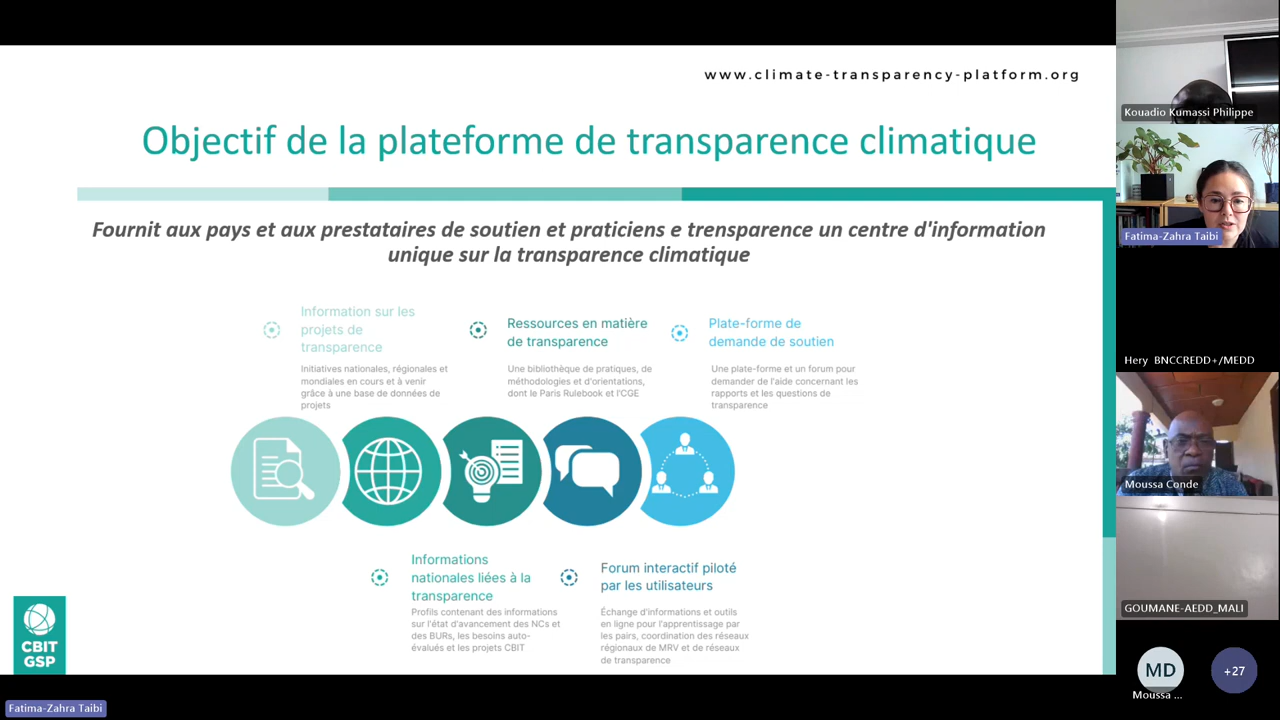 www.climate-transparency-platform.org
Objectif de la plateforme de transparence climatique
Fournit aux pays et aux prestataires de soutien et praticiens e trensparence un centre d'information
unique sur la transparence climatique
Information sur les
projets de
transparence
Initiatives nationales, régionales et
mondiales en cours et à venir
grâce à une base de données de
projets
Ressources en matière
de transparence
Une bibliothèque de pratiques, de
méthodologies et d'orientations,
dont le Paris Rulebook et l'CGE
Plate-forme de
demande de soutien
Une plate-forme et un forum pour
demander de l'aide concernant les
rapports et les questions de
transparence
Informations
nationales liées à la
transparence
Profils contenant des informations
sur l'état d'avancement des NCs et
des BURs, les besoins auto-
évalués et les projets CBIT
Forum interactif piloté
par les utilisateurs
Échange d'informations et outils
en ligne pour l'apprentissage par
les pairs, coordination des réseaux
régionales de MRV et de réseaux
de transparence
CBIT
GSP
Fatima-Zahra Taibi
Kouadio Kumassi Philippe
Fatima-Zahra Taibi
Hery BNCCREDD+/MEDD
Moussa Conde
GOUMANE-AEDD_MALI
MD
Moussa ...
+27